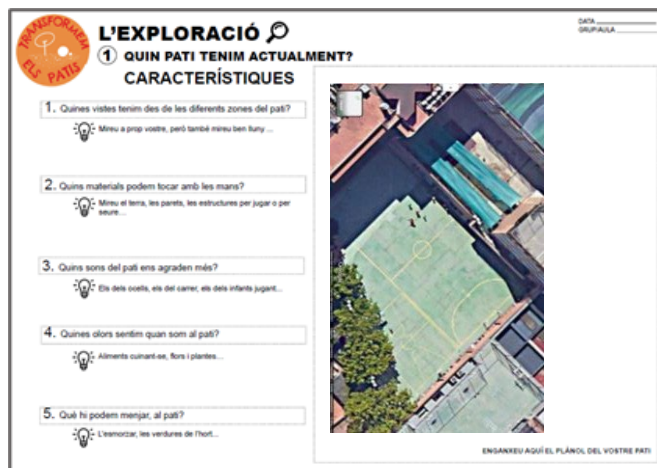 TRANSFORMEM
ELS PATIS
L'EXPLORACIÓ
1 QUIN PATI TENIM ACTUALMENT?
CARACTERÍSTIQUES
DATA
GRUP/AULA
1. Quines vistes tenim des de les diferents zones del pati?
Mireu a prop vostre, però també mireu ben lluny ...
2. Quins materials podem tocar amb les mans?
Mireu el terra, les parets, les estructures per jugar o per
seure...
3. Quins sons del pati ens agraden més?
Els dels ocells, els del carrer, els dels infants jugant...
4. Quines olors sentim quan som al pati?
Aliments cuinant-se, flors i plantes...
5. Què hi podem menjar, al pati?
L'esmorzar, les verdures de l'hort...
ENGANXEU AQUÍ EL PLÀNOL DEL VOSTRE PATI